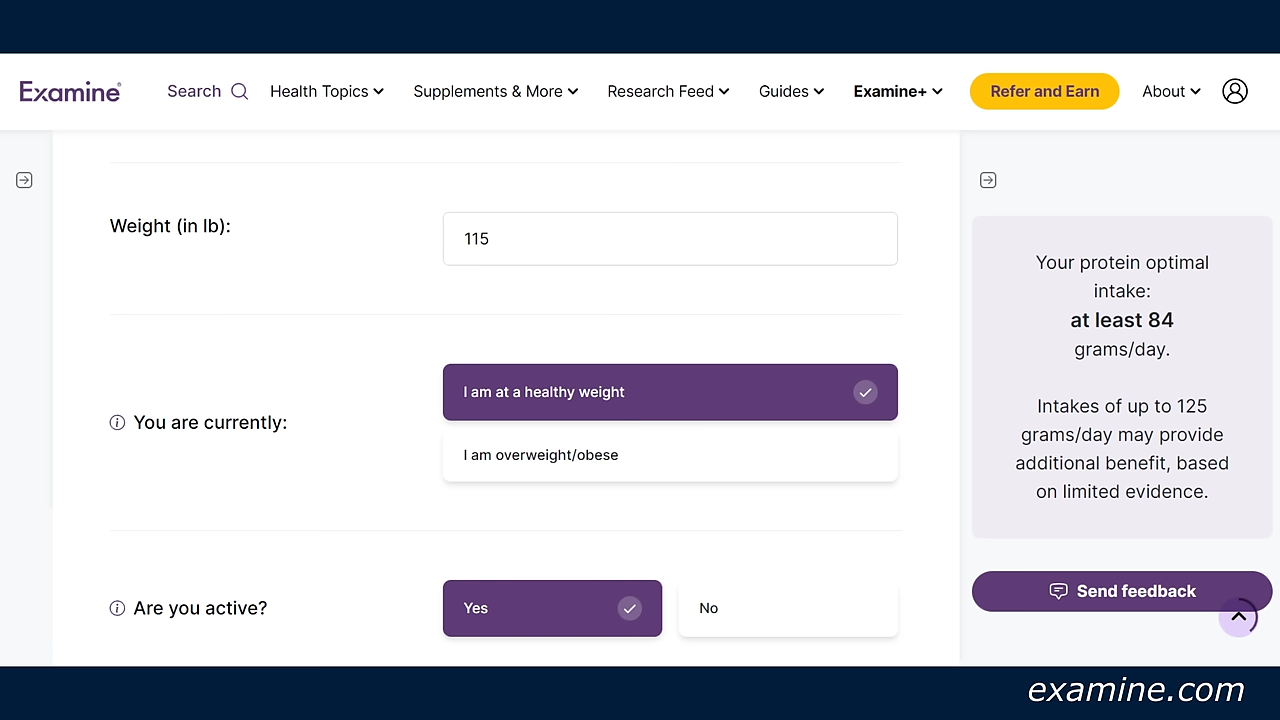 Examine®
Search
Health Topics
Supplements & More
Research Feed
Guides
Examine+
Refer and Earn
About
Weight (in lb):
115
You are currently:
I am at a healthy weight
I am overweight/obese
Are you active?
Yes
No
Your protein optimal
intake:
at least 84
grams/day.
Intakes of up to 125
grams/day may provide
additional benefit, based
on limited evidence.
Send feedback
examine.com